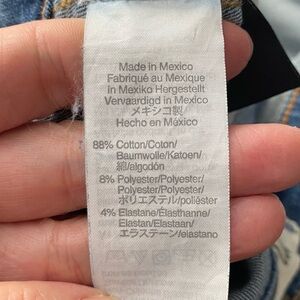 Made in Mexico
Fabriqué au Mexique
In Mexiko Hergestellt
Vervaardigd in Mexico
メキシコ製
Hecho en México
88% Cotton/Coton/
Baumwolle/Katoen/
綿/algodón
8% Polyester/Polyester/
Polyester/Polyester/
ポリエステル/poliéster
4% Elastane/Élasthanne/
Elastan/Elastaan/
エラステーン/elastano